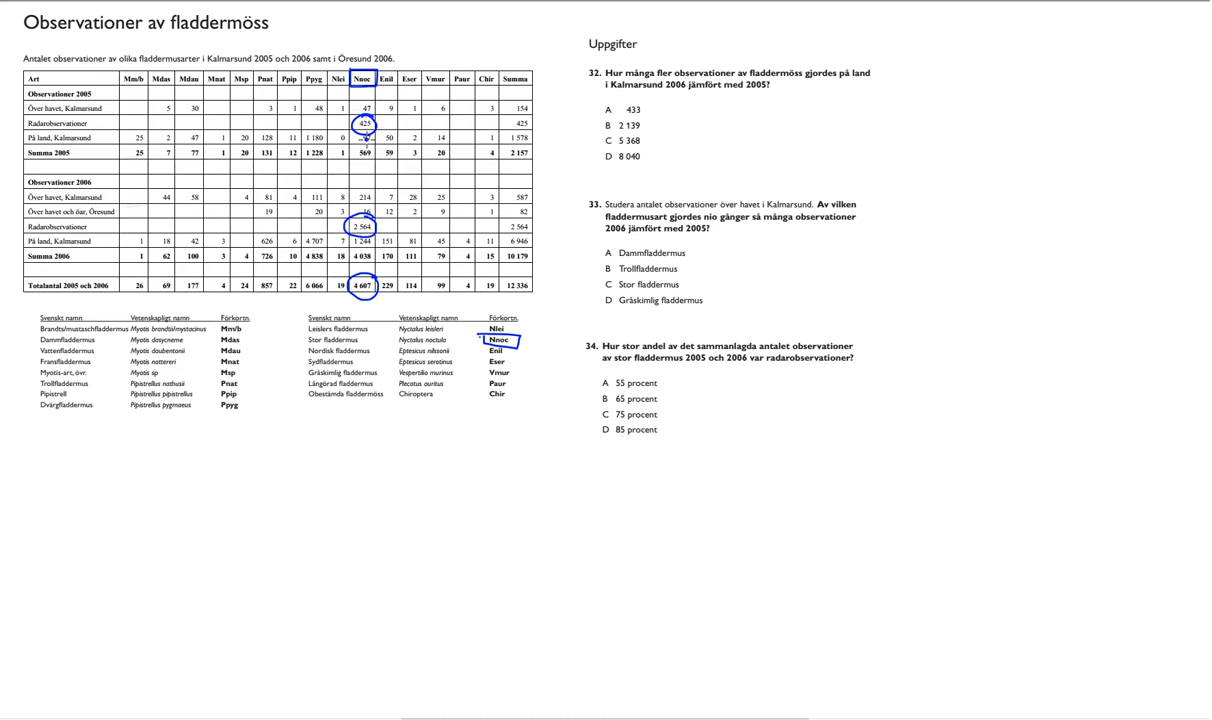 Observationer av fladdermöss
Antalet observationer av olika fladdermusarter i Kalmarsund 2005 och 2006 samt i Öresund 2006.
Art Mm/b Mdas Mdau Mnat Msp Pnat Ppip Ppyg Nlei Nnoc Enil Eser Vmur Paur Chir Summa
Observationer 2005
Över havet, Kalmarsund 5 30 3 1 48 1 47 9 1 6 3 154
Radarobservationer 425 425
På land, Kalmarsund 25 2 47 1 20 128 11 1 180 0 50 2 14 1 1 578
Summa 2005 25 7 77 1 20 131 12 1 228 1 569 59 3 20 4 2 157
Observationer 2006
Över havet, Kalmarsund 44 58 4 81 4 111 8 214 7 28 25 3 587
Över havet och öar, Öresund 19 20 3 16 12 2 9 1 82
Radarobservationer 2 564 2 564
På land, Kalmarsund 1 18 42 3 626 6 4 707 7 1 244 151 81 45 4 11 6 946
Summa 2006 1 62 100 3 4 726 10 4 838 18 4 038 170 111 79 4 15 10 179
Totalantal 2005 och 2006 26 69 177 4 24 857 22 6 066 19 4 607 229 114 99 4 19 12 336
Svenskt namn Vetenskapligt namn Förkortn.
Brandts/mustaschfladdermus Myotis brandtii/mystacinus Mm/b
Dammfladdermus Myotis dasycneme Mdas
Vattenfladdermus Myotis daubentonii Mdau
Fransfladdermus Myotis nattereri Mnat
Myotis-art, övr. Myotis sp Msp
Trollfladdermus Pipistrellus nathusii Pnat
Pipistrell Pipistrellus pipistrellus Ppip
Dvärgfladdermus Pipistrellus pygmaeus Ppyg
Svenskt namn Vetenskapligt namn Förkortn.
Leislers fladdermus Nyctalus leisleri Nlei
Stor fladdermus Nyctalus noctula Nnoc
Nordisk fladdermus Eptesicus nilssonii Enil
Sydfladdermus Eptesicus serotinus Eser
Gråskimlig fladdermus Vespertilio murinus Vmur
Långörad fladdermus Plecotus auritus Paur
Obestämda fladdermöss Chiroptera Chir
Uppgifter
32. Hur många fler observationer av fladdermöss gjordes på land
i Kalmarsund 2006 jämfört med 2005?
A 433
B 2 139
C 5 368
D 8 040
33. Studera antalet observationer över havet i Kalmarsund. Av vilken
fladdermusart gjordes nio gånger så många observationer
2006 jämfört med 2005?
A Dammfladdermus
B Trollfladdermus
C Stor fladdermus
D Gråskimlig fladdermus
34. Hur stor andel av det sammanlagda antalet observationer
av stor fladdermus 2005 och 2006 var radarobservationer?
A 55 procent
B 65 procent
C 75 procent
D 85 procent